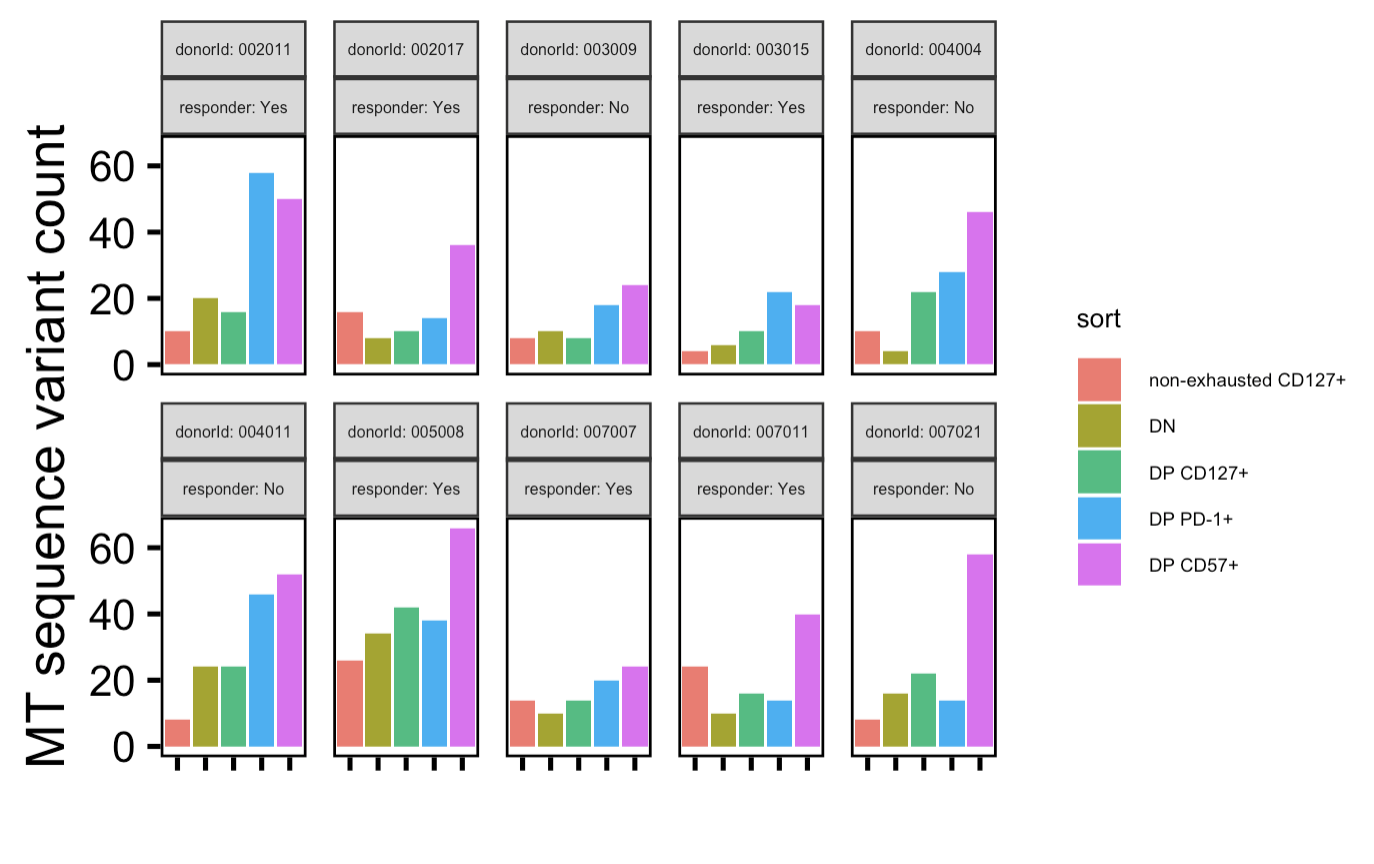 donorId: 002011
donorId: 002017
donorId: 003009
donorId: 003015
donorId: 004004
responder: Yes
responder: Yes
responder: No
responder: Yes
responder: No
MT sequence variant count
60
40
20
0
donorId: 004011
donorId: 005008
donorId: 007007
donorId: 007011
donorId: 007021
responder: No
responder: Yes
responder: Yes
responder: Yes
responder: No
60
40
20
0
sort
non-exhausted CD127+
DN
DP CD127+
DP PD-1+
DP CD57+